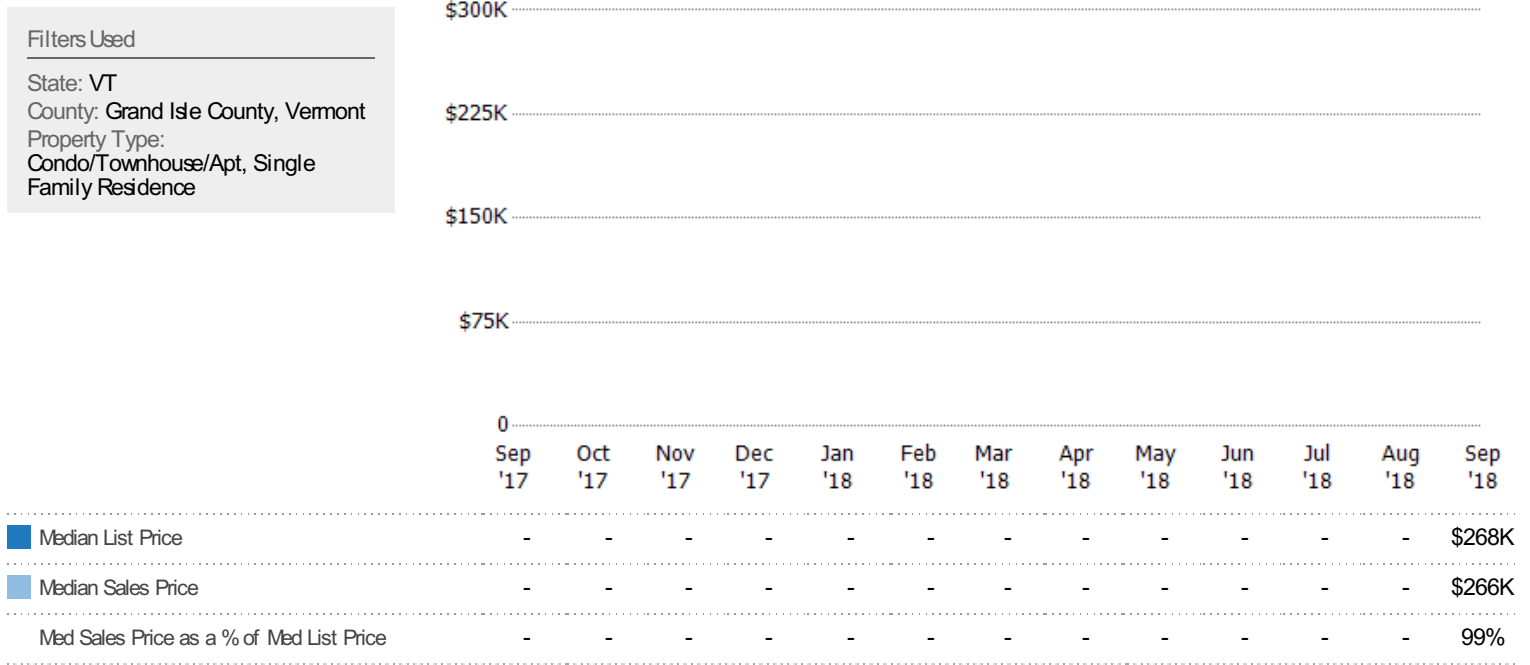 Filters Used
State: VT
County: Grand Isle County, Vermont
Property Type:
Condo/Townhouse/Apt, Single
Family Residence
$300K
$225K
$150K
$75K
0
Sep Oct Nov Dec Jan Feb Mar Apr May Jun Jul Aug Sep
'17 '17 '17 '17 '18 '18 '18 '18 '18 '18 '18 '18 '18
Median List Price - - - - - - - - - - - - $268K
Median Sales Price - - - - - - - - - - - - $266K
Med Sales Price as a % of Med List Price - - - - - - - - - - - - 99%